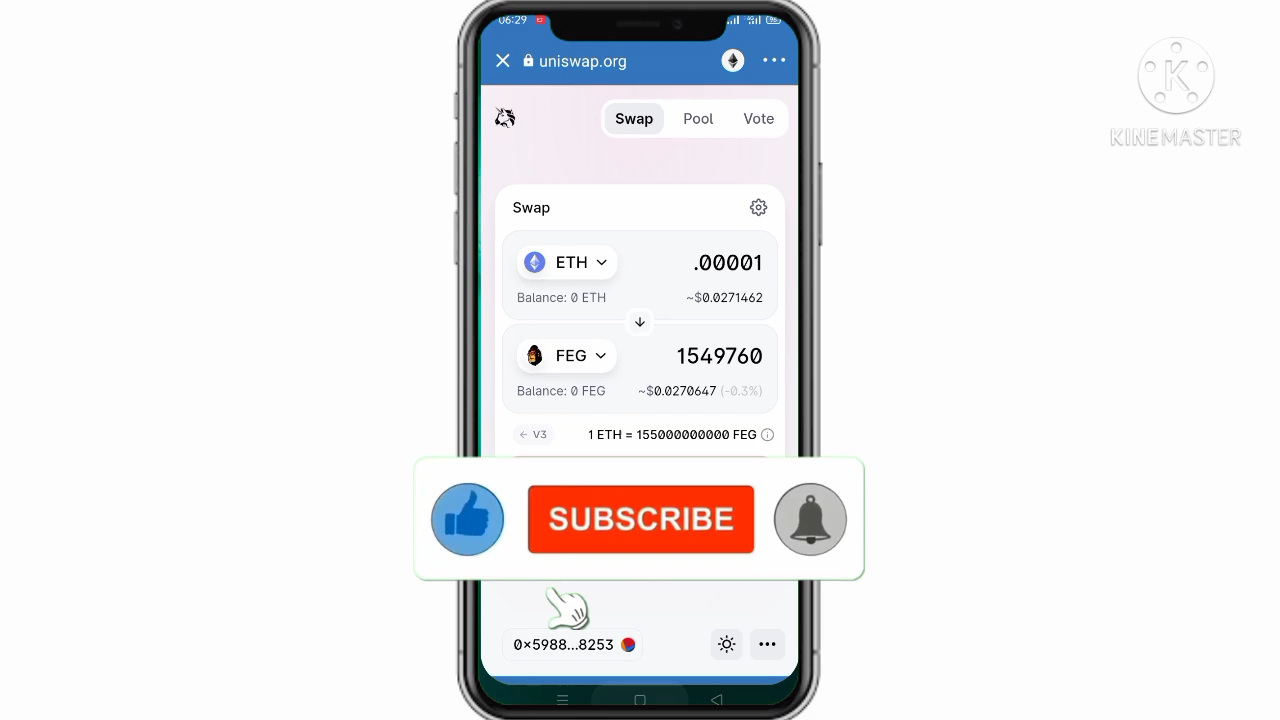 06:29
uniswap.org
Swap Pool Vote
Swap
ETH .00001
Balance: 0 ETH ~$0.0271462
FEG 1549760
Balance: 0 FEG ~$0.0270647 (-0.3%)
← V3 1 ETH = 155000000000 FEG
SUBSCRIBE
0×5988...8253
K
KINEMASTER